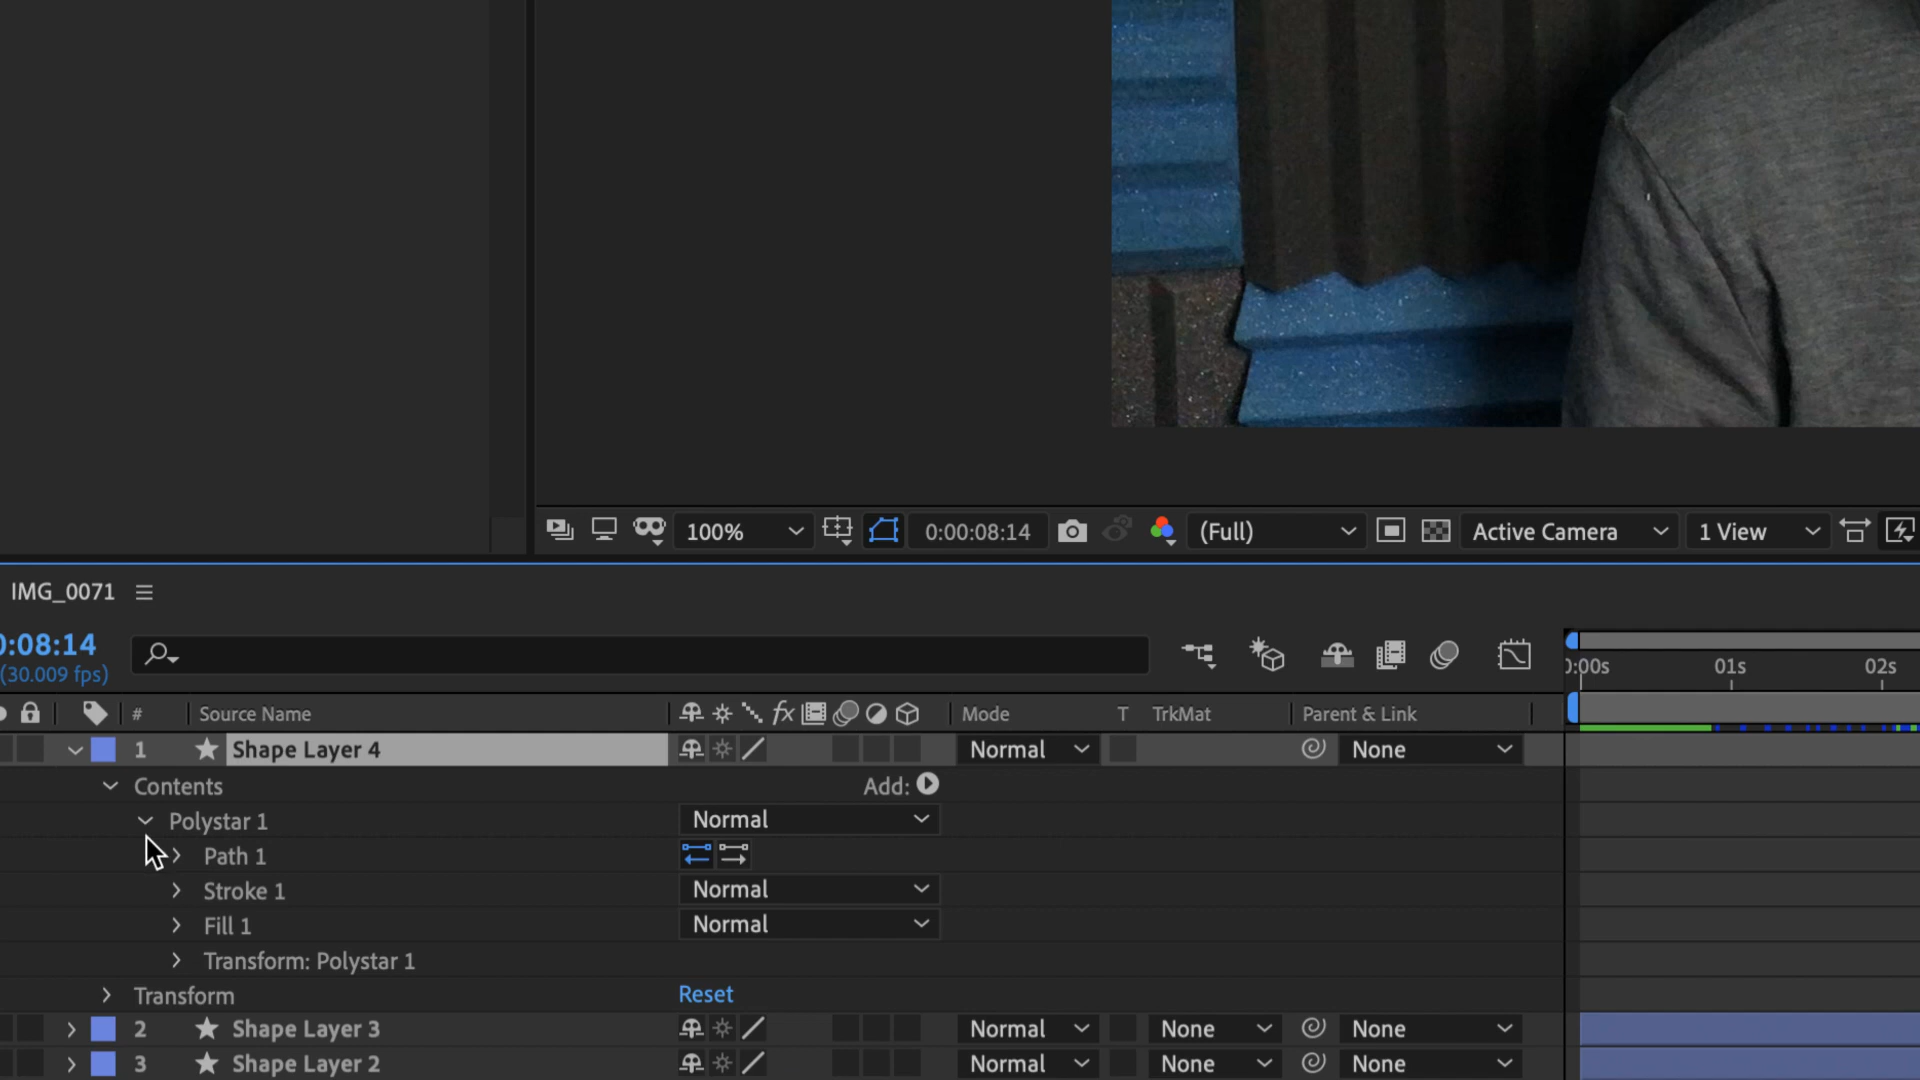 100% 0:00:08:14 (Full) Active Camera 1 View
IMG_0071
0:08:14
(30.009 fps)
0:00s 01s 02s
# Source Name fx Mode T TrkMat Parent & Link
1 Shape Layer 4 Normal None
Contents Add:
Polystar 1 Normal
Path 1
Stroke 1 Normal
Fill 1 Normal
Transform: Polystar 1
Transform Reset
2 Shape Layer 3 Normal None None
3 Shape Layer 2 Normal None None